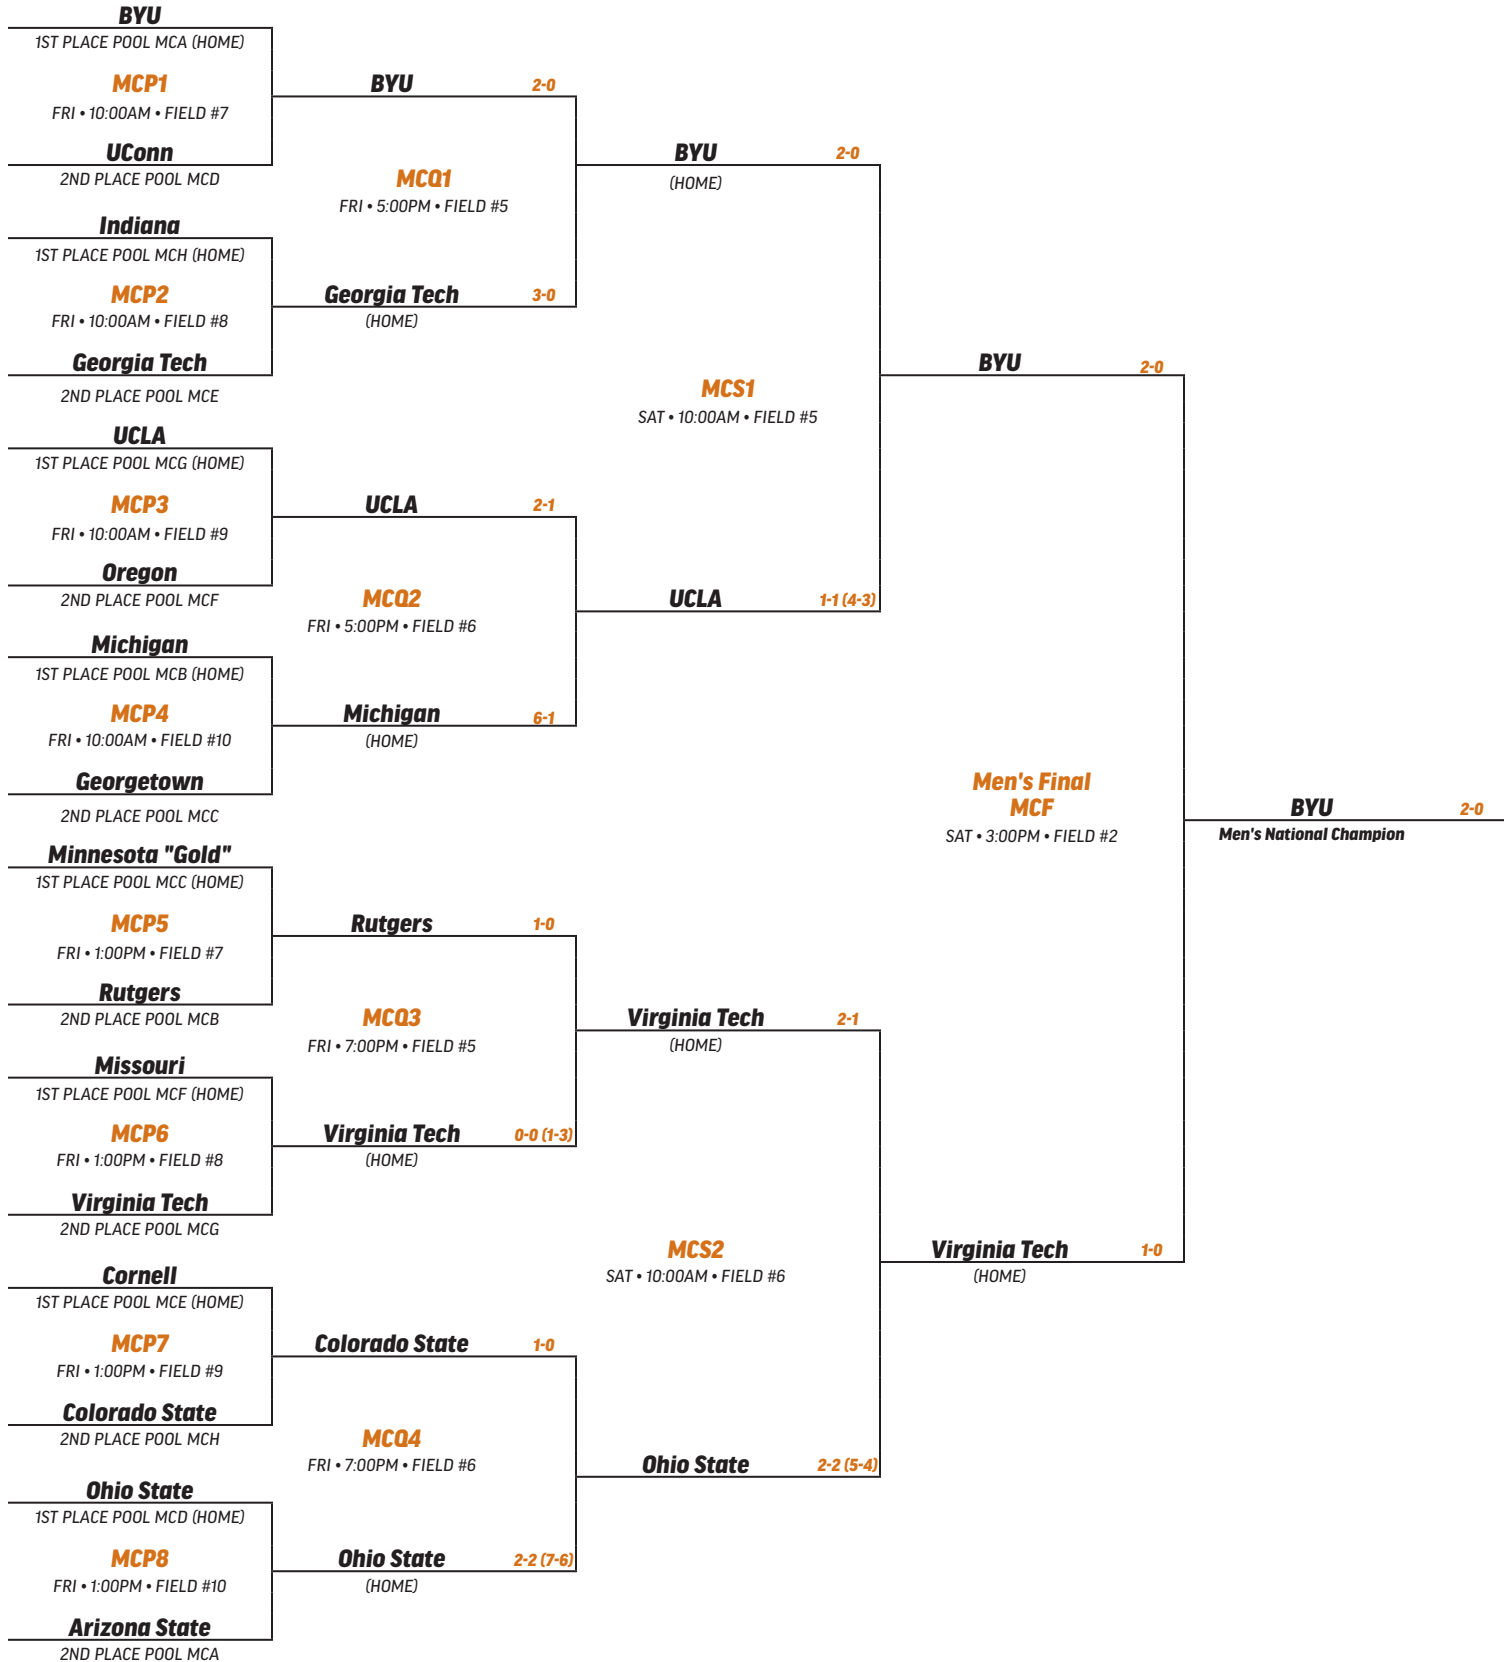 BYU
1ST PLACE POOL MCA (HOME)
MCP1
FRI • 10:00AM • FIELD #7
UConn
2ND PLACE POOL MCD
Indiana
1ST PLACE POOL MCH (HOME)
MCP2
FRI • 10:00AM • FIELD #8
Georgia Tech
2ND PLACE POOL MCE
UCLA
1ST PLACE POOL MCG (HOME)
MCP3
FRI • 10:00AM • FIELD #9
Oregon
2ND PLACE POOL MCF
Michigan
1ST PLACE POOL MCB (HOME)
MCP4
FRI • 10:00AM • FIELD #10
Georgetown
2ND PLACE POOL MCC
Minnesota "Gold"
1ST PLACE POOL MCC (HOME)
MCP5
FRI • 1:00PM • FIELD #7
Rutgers
2ND PLACE POOL MCB
Missouri
1ST PLACE POOL MCF (HOME)
MCP6
FRI • 1:00PM • FIELD #8
Virginia Tech
2ND PLACE POOL MCG
Cornell
1ST PLACE POOL MCE (HOME)
MCP7
FRI • 1:00PM • FIELD #9
Colorado State
2ND PLACE POOL MCH
Ohio State
1ST PLACE POOL MCD (HOME)
MCP8
FRI • 1:00PM • FIELD #10
Arizona State
2ND PLACE POOL MCA
BYU 2-0
MCQ1
FRI • 5:00PM • FIELD #5
Georgia Tech 3-0
(HOME)
UCLA 2-1
MCQ2
FRI • 5:00PM • FIELD #6
Michigan 6-1
(HOME)
Rutgers 1-0
MCQ3
FRI • 7:00PM • FIELD #5
Virginia Tech 0-0 (1-3)
(HOME)
Colorado State 1-0
MCQ4
FRI • 7:00PM • FIELD #6
Ohio State 2-2 (7-6)
(HOME)
BYU 2-0
(HOME)
MCS1
SAT • 10:00AM • FIELD #5
UCLA 1-1 (4-3)
Virginia Tech 2-1
(HOME)
MCS2
SAT • 10:00AM • FIELD #6
Ohio State 2-2 (5-4)
BYU 2-0
Men's Final
MCF
SAT • 3:00PM • FIELD #2
Virginia Tech 1-0
(HOME)
BYU 2-0
Men's National Champion